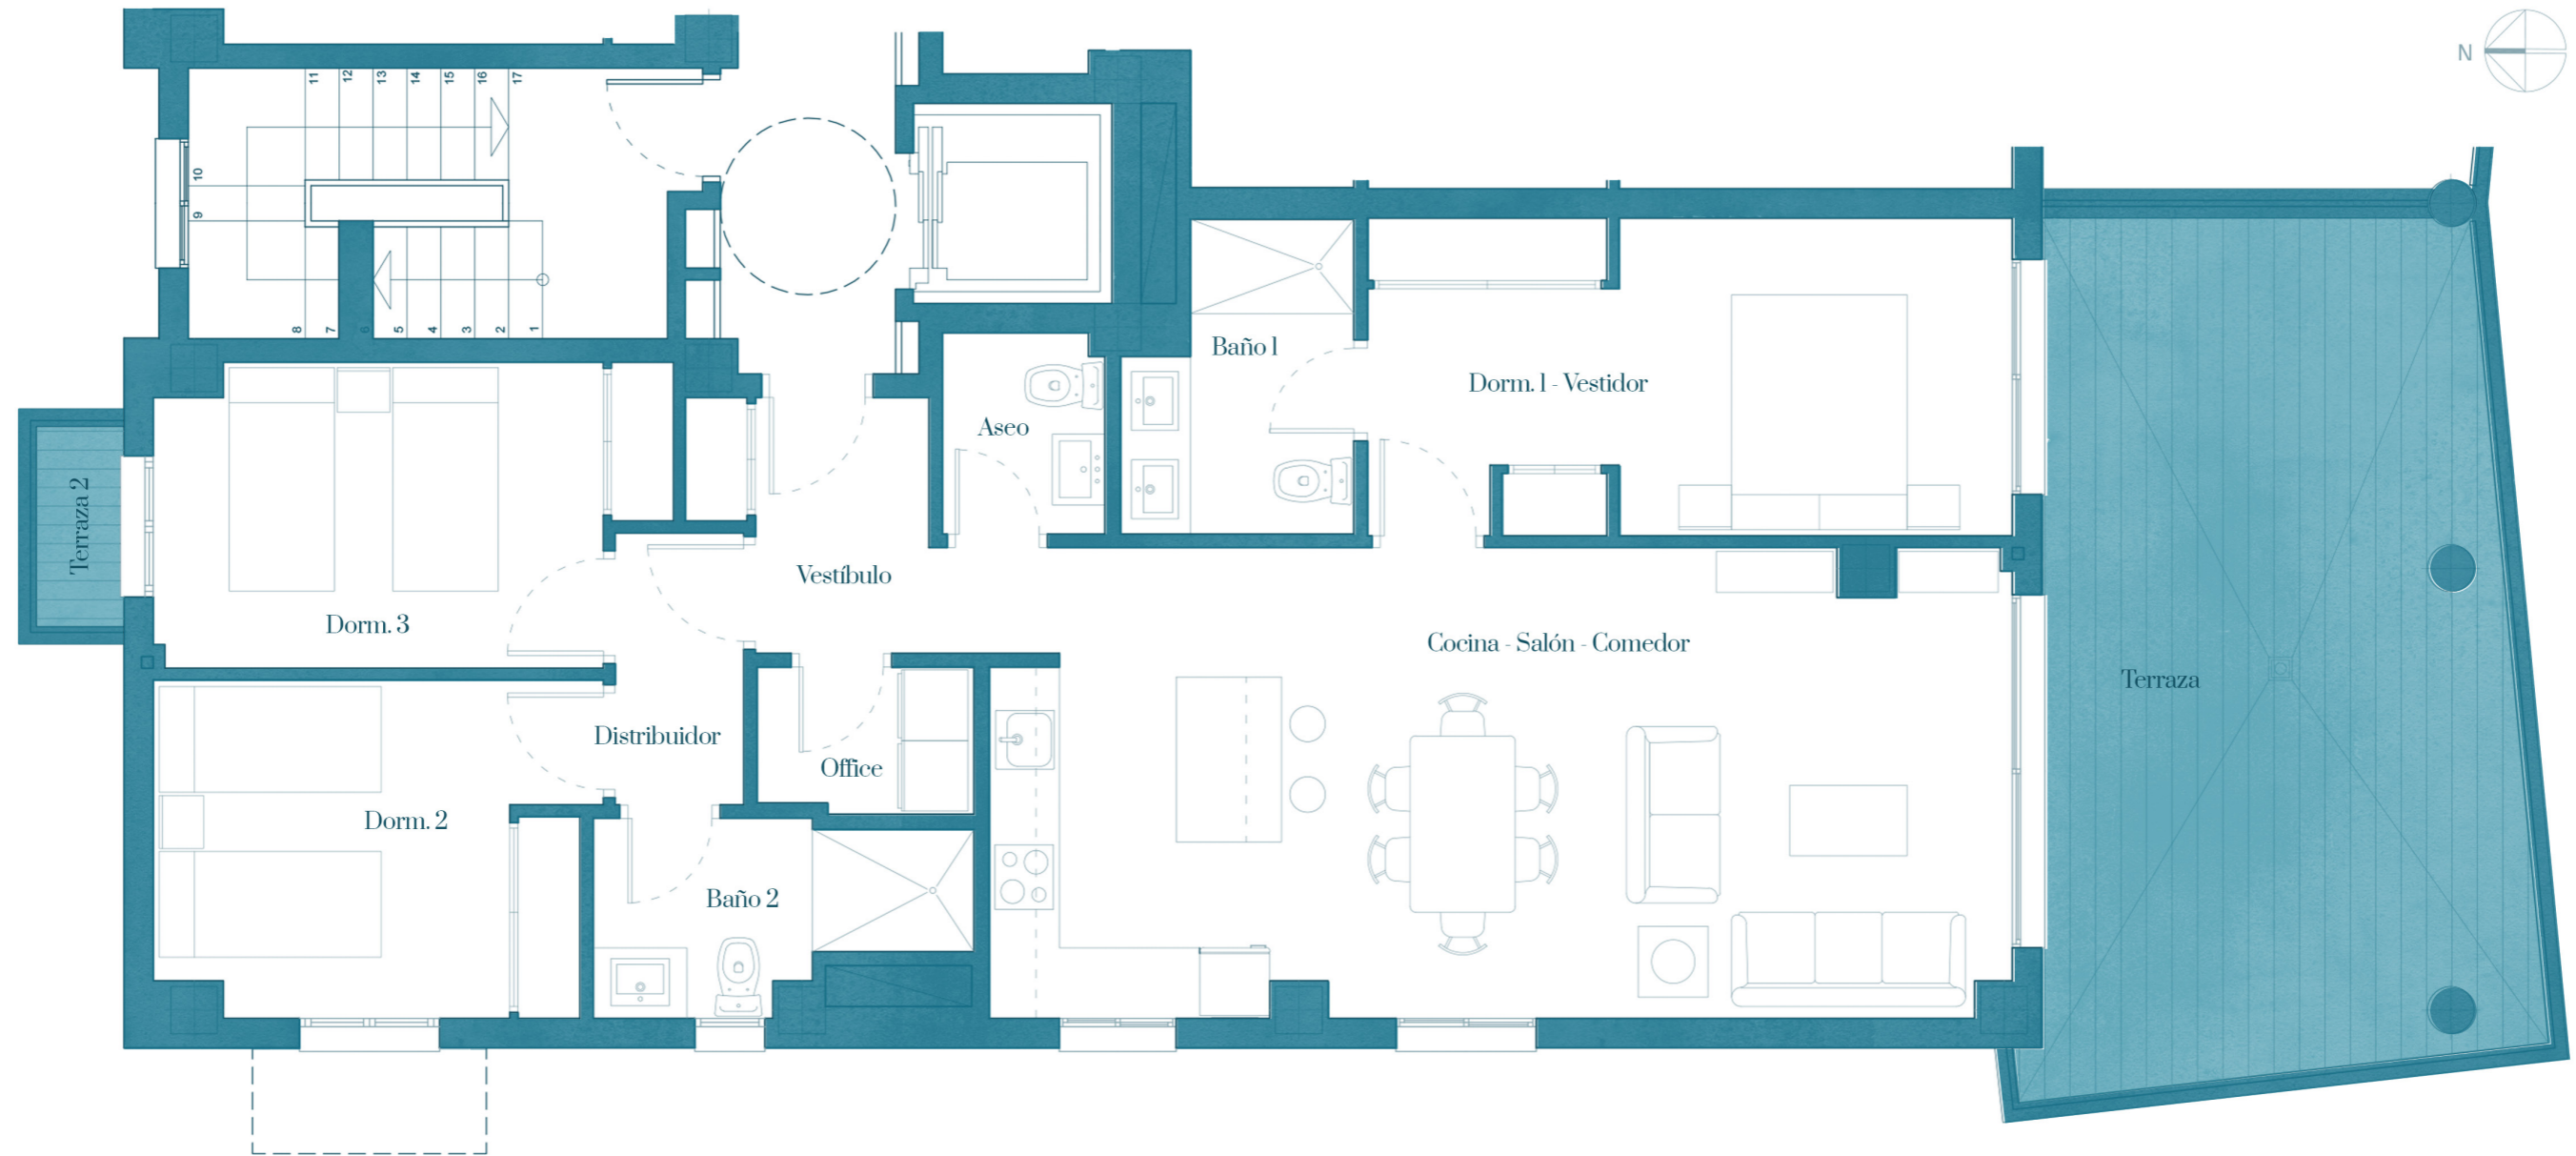 N
11
12
13
14
15
16
17
10
9
8
7
6
5
4
3
2
1
Baño 1
Dorm. 1 - Vestidor
Aseo
Terraza 2
Vestíbulo
Dorm. 3
Cocina - Salón - Comedor
Terraza
Distribuidor
Office
Dorm. 2
Baño 2